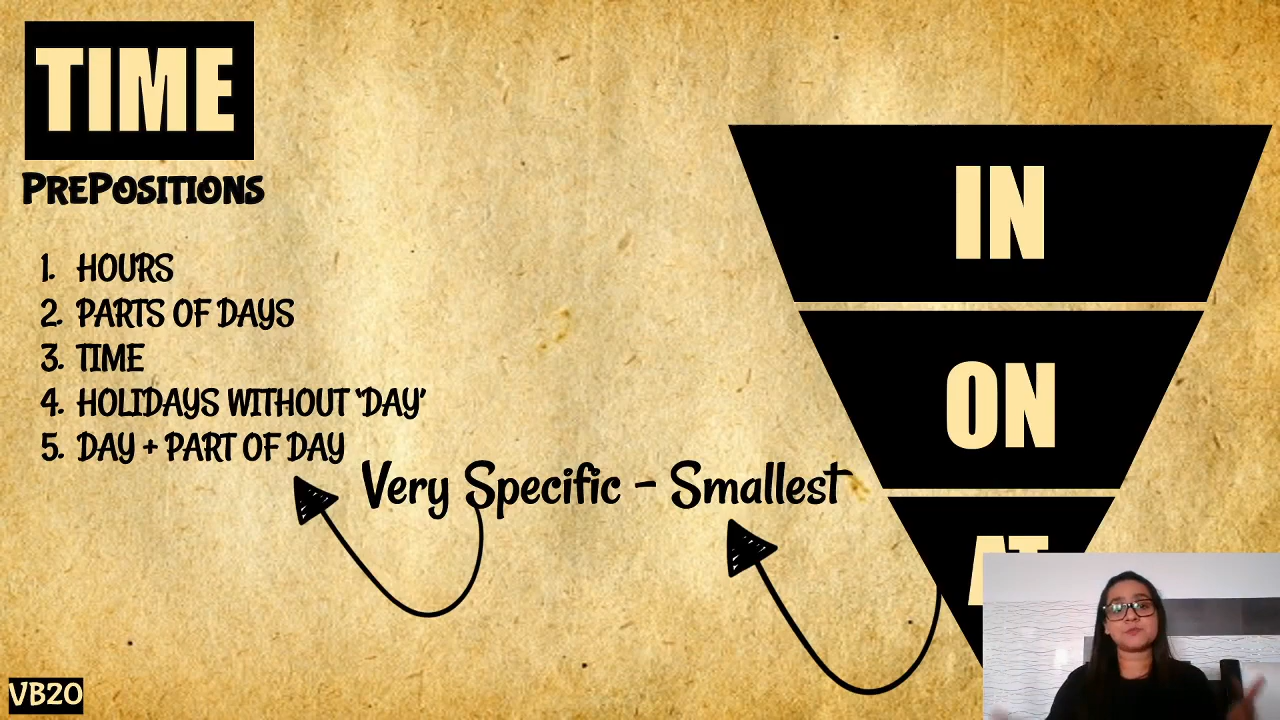 TIME
PREPOSITIONS
1. HOURS
2. PARTS OF DAYS
3. TIME
4. HOLIDAYS WITHOUT 'DAY'
5. DAY + PART OF DAY
Very Specific - Smallest
IN
ON
AT
VB20